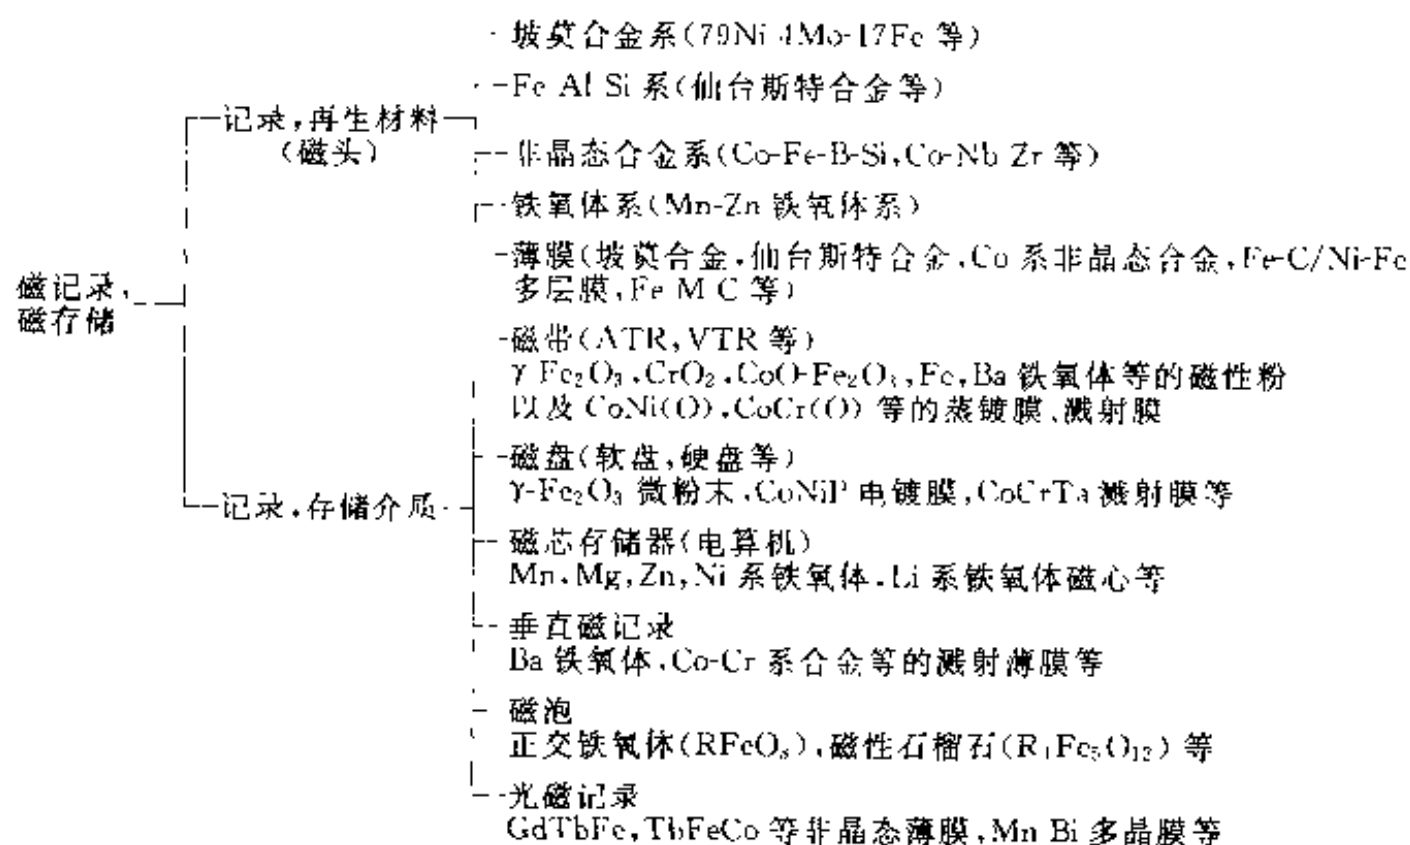 坡莫合金系(79Ni-4Mo-17Fe 等)
Fe-Al-Si 系(仙台斯特合金等)
记录,再生材料
(磁头)
非晶态合金系(Co-Fe-B-Si,Co-Nb-Zr 等)
铁氧体系(Mn-Zn 铁氧体系)
薄膜(坡莫合金,仙台斯特合金,Co 系非晶态合金,Fe-C/Ni-Fe
多层膜,Fe-M-C 等)
磁记录,
磁存储
磁带(ATR,VTR 等)
γ-Fe₂O₃,CrO₂,CoO-Fe₂O₃,Fe,Ba 铁氧体等的磁性粉
以及 CoNi(O),CoCr(O) 等的蒸镀膜、溅射膜
磁盘(软盘,硬盘等)
γ-Fe₂O₃ 微粉末,CoNiP 电镀膜,CoCrTa 溅射膜等
记录,存储介质
磁芯存储器(电算机)
Mn,Mg,Zn,Ni 系铁氧体,Li 系铁氧体磁心等
垂直磁记录
Ba 铁氧体,Co-Cr 系合金等的溅射薄膜等
磁泡
正交铁氧体(RFeO₃),磁性石榴石(R₃Fe₅O₁₂) 等
光磁记录
GdTbFe,TbFeCo 等非晶态薄膜,Mn-Bi 多晶膜等